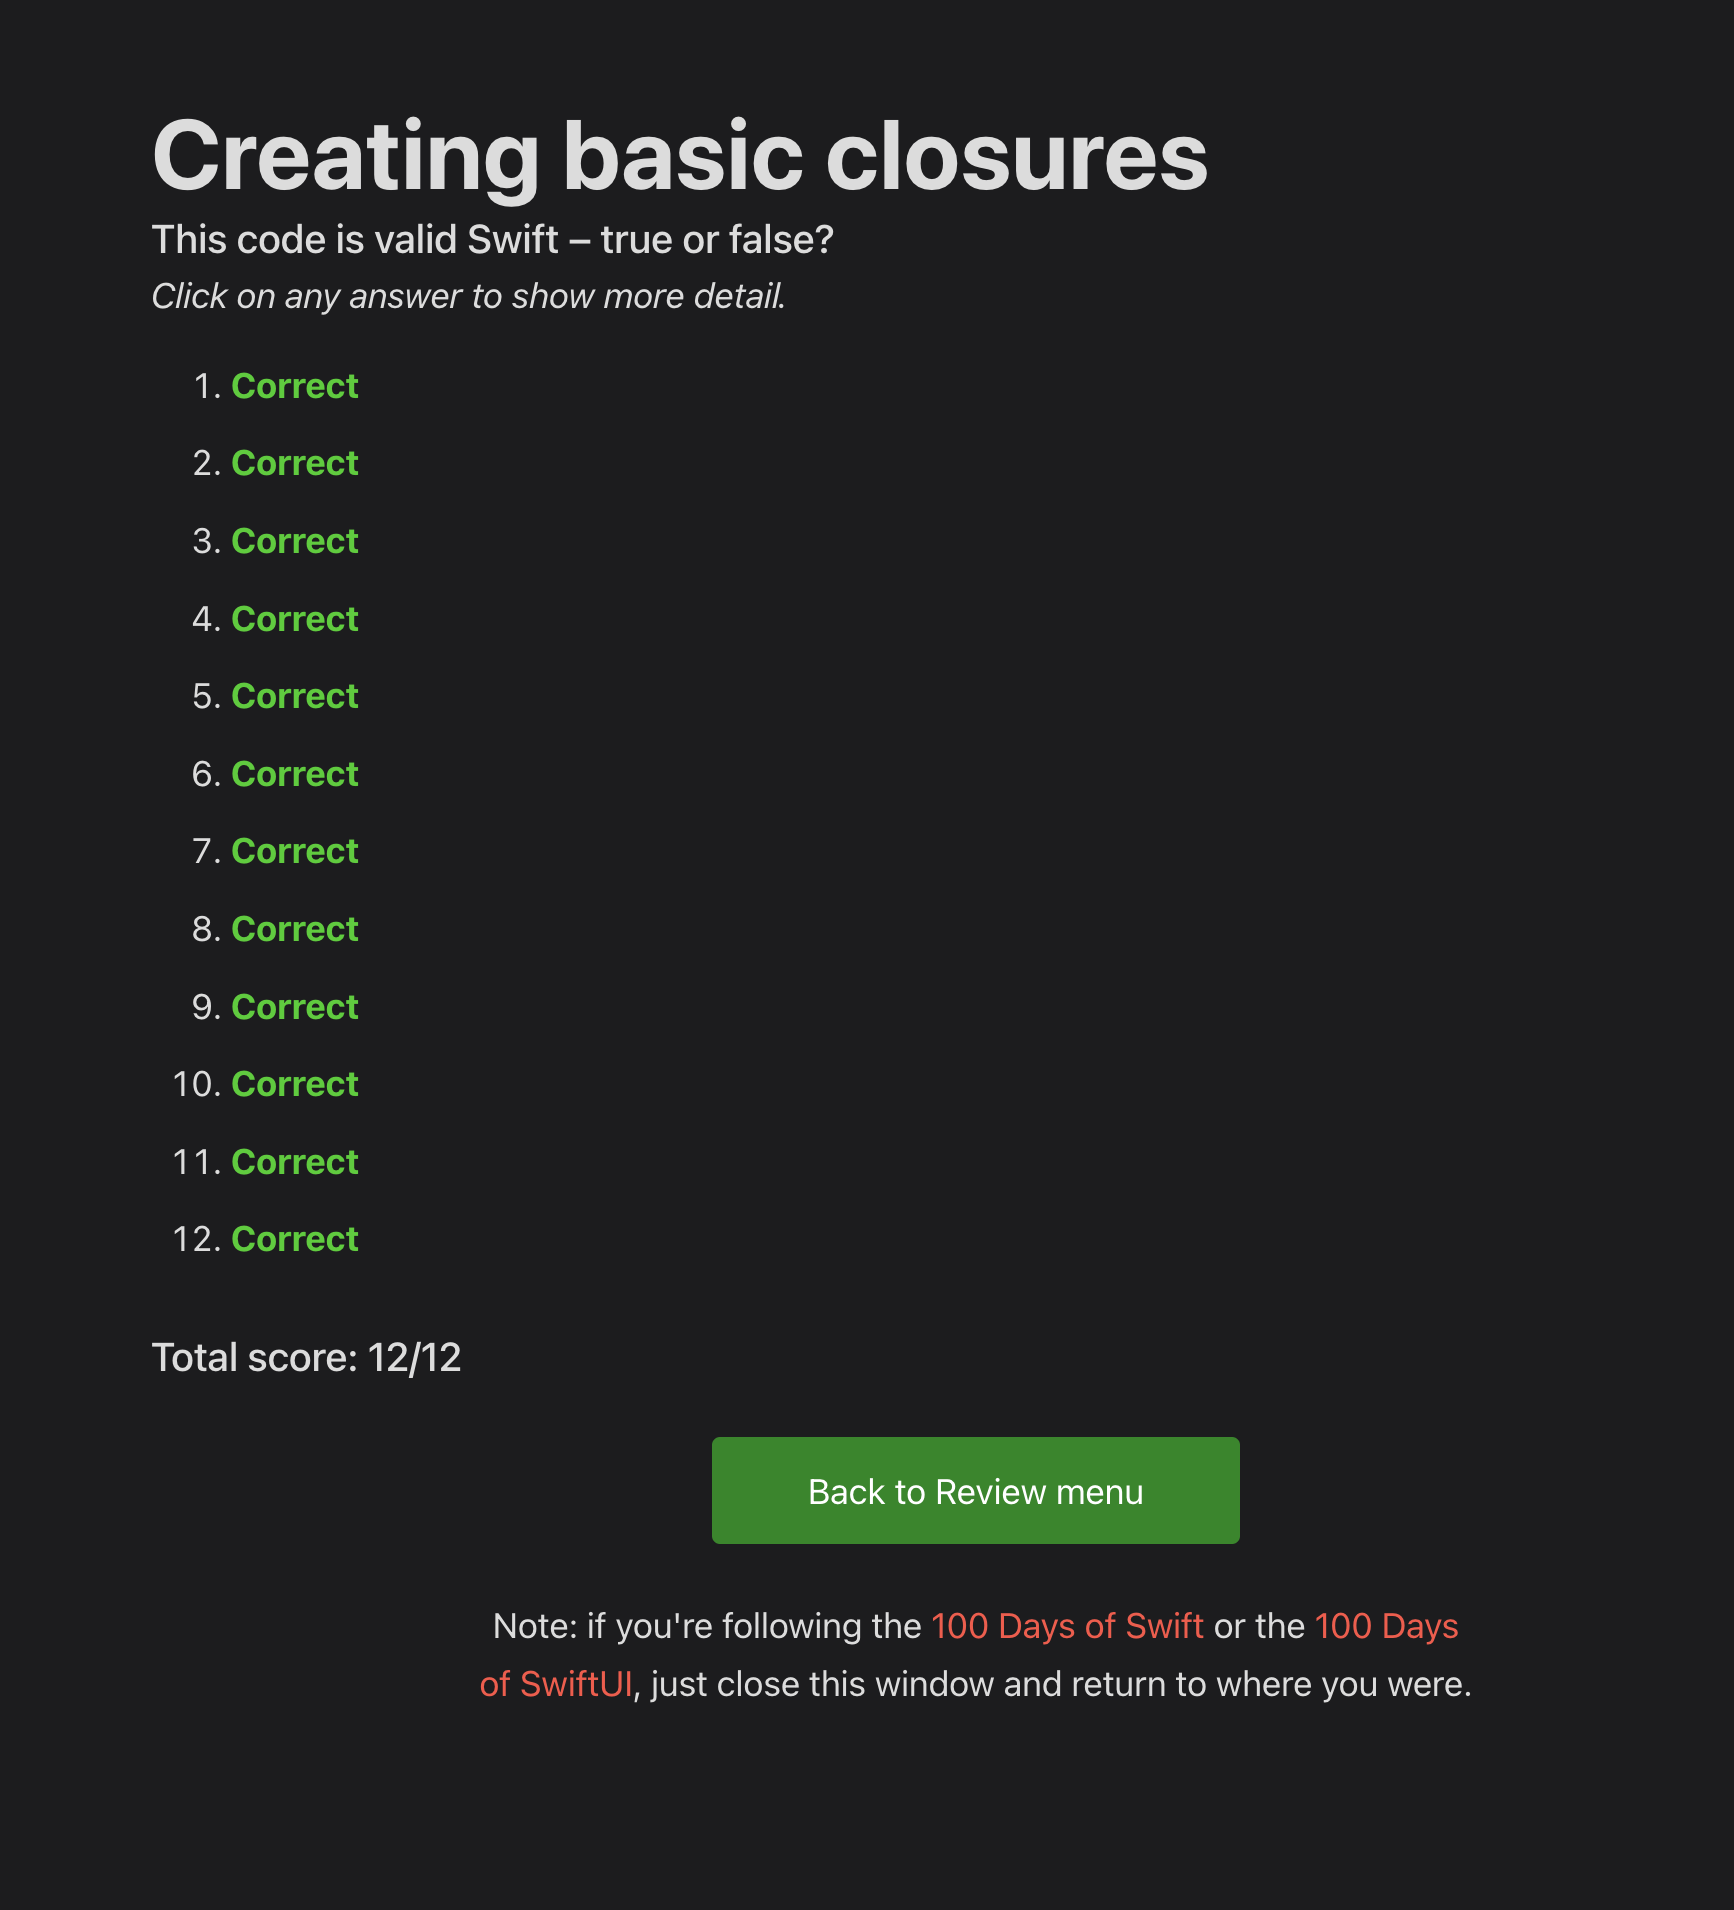 Creating basic closures
This code is valid Swift – true or false?
Click on any answer to show more detail.
1. Correct
2. Correct
3. Correct
4. Correct
5. Correct
6. Correct
7. Correct
8. Correct
9. Correct
10. Correct
11. Correct
12. Correct
Total score: 12/12
Back to Review menu
Note: if you're following the 100 Days of Swift or the 100 Days
of SwiftUI, just close this window and return to where you were.